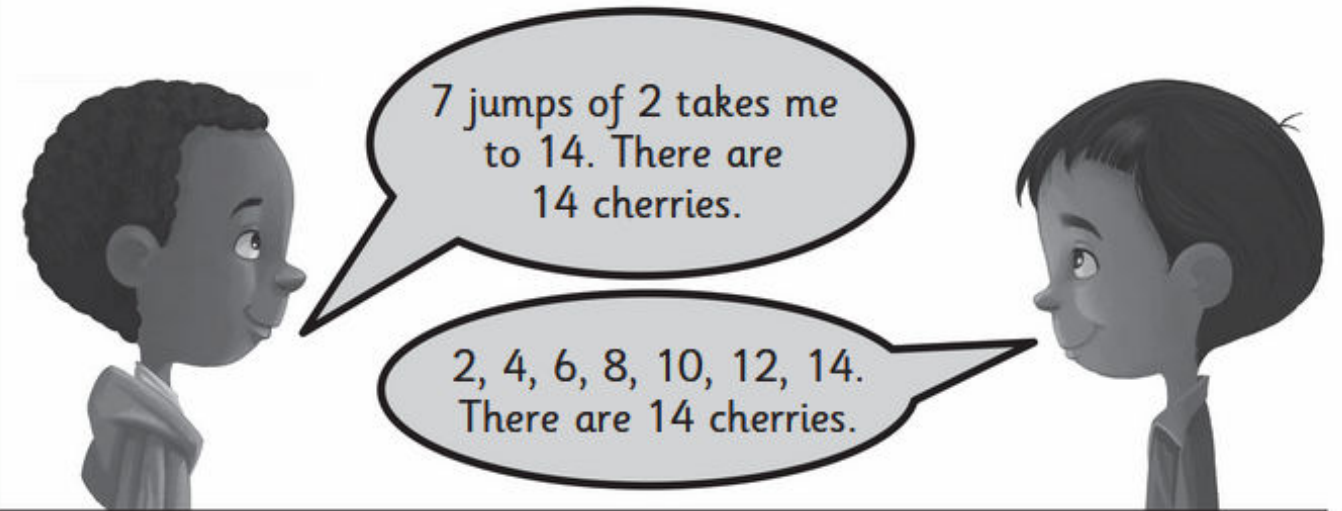 7 jumps of 2 takes me
to 14. There are
14 cherries.
2, 4, 6, 8, 10, 12, 14.
There are 14 cherries.